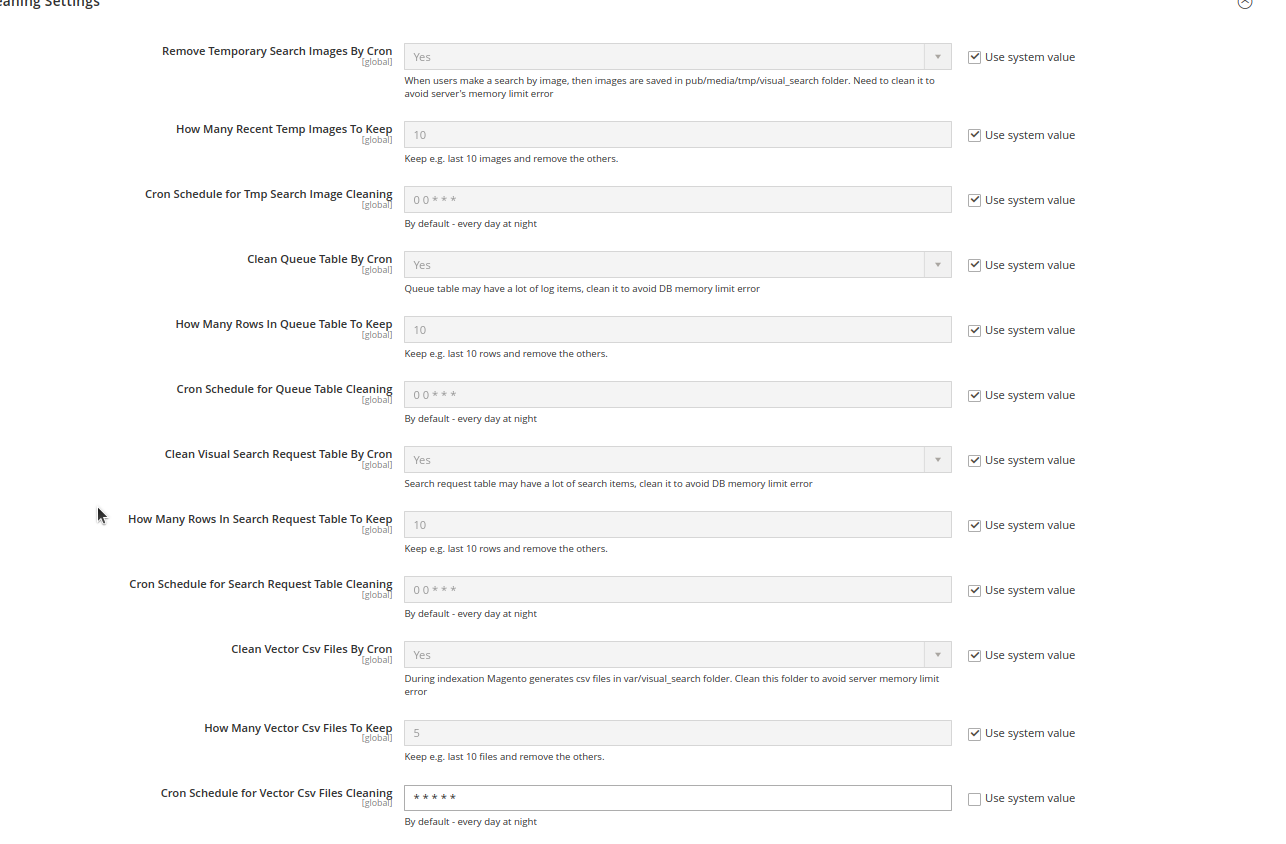 Settings
Remove Temporary Search Images By Cron
[global]
Yes
Use system value
When users make a search by image, then images are saved in pub/media/tmp/visual_search folder. Need to clean it to
avoid server's memory limit error
How Many Recent Temp Images To Keep
[global]
10
Use system value
Keep e.g. last 10 images and remove the others.
Cron Schedule for Tmp Search Image Cleaning
[global]
0 0 * * *
Use system value
By default - every day at night
Clean Queue Table By Cron
[global]
Yes
Use system value
Queue table may have a lot of log items, clean it to avoid DB memory limit error
How Many Rows In Queue Table To Keep
[global]
10
Use system value
Keep e.g. last 10 rows and remove the others.
Cron Schedule for Queue Table Cleaning
[global]
0 0 * * *
Use system value
By default - every day at night
Clean Visual Search Request Table By Cron
[global]
Yes
Use system value
Search request table may have a lot of search items, clean it to avoid DB memory limit error
How Many Rows In Search Request Table To Keep
[global]
10
Use system value
Keep e.g. last 10 rows and remove the others.
Cron Schedule for Search Request Table Cleaning
[global]
0 0 * * *
Use system value
By default - every day at night
Clean Vector Csv Files By Cron
[global]
Yes
Use system value
During indexation Magento generates csv files in var/visual_search folder. Clean this folder to avoid server memory limit
error
How Many Vector Csv Files To Keep
[global]
5
Use system value
Keep e.g. last 10 files and remove the others.
Cron Schedule for Vector Csv Files Cleaning
[global]
* * * * *
Use system value
By default - every day at night